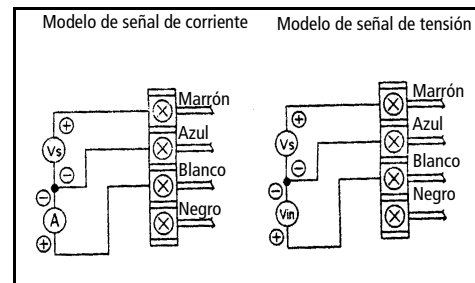 Modelo de señal de corriente
Marrón
Azul
Blanco
Negro
Vs
A
Modelo de señal de tensión
Marrón
Azul
Blanco
Negro
Vs
Vin